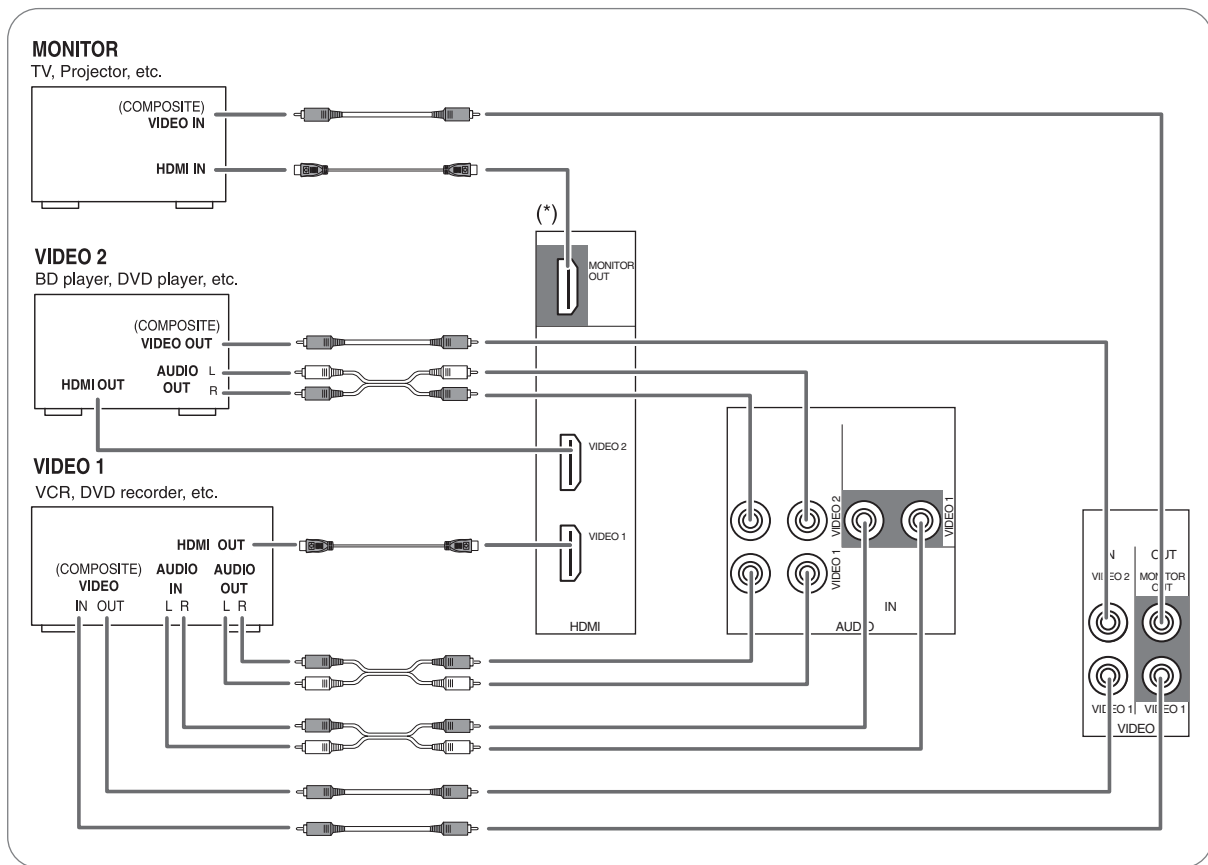 MONITOR
TV, Projector, etc.
(COMPOSITE)
VIDEO IN
HDMI IN
(*)
MONITOR
OUT
VIDEO 2
BD player, DVD player, etc.
(COMPOSITE)
VIDEO OUT
AUDIO L
OUT R
HDMI OUT
VIDEO 2
VIDEO 1
VCR, DVD recorder, etc.
HDMI OUT
VIDEO 1
(COMPOSITE) AUDIO AUDIO
VIDEO IN OUT
IN OUT L R L R
HDMI
VIDEO 2
VIDEO 1
VIDEO 1
IN
AUDIO
IN OUT
VIDEO 2 MONITOR
OUT
VIDEO 1 VIDEO 1
VIDEO